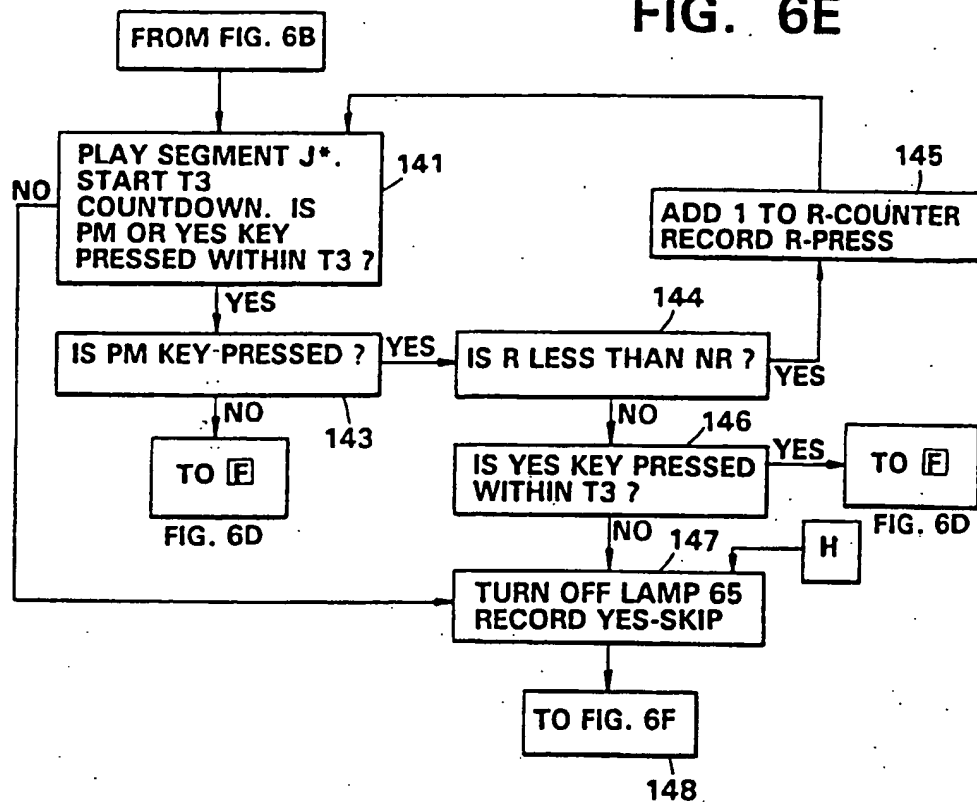 FIG. 6E
FROM FIG. 6B
PLAY SEGMENT J*.
START T3
COUNTDOWN. IS
PM OR YES KEY
PRESSED WITHIN T3 ?
141
NO
YES
145
ADD 1 TO R-COUNTER
RECORD R-PRESS
IS PM KEY PRESSED ?
143
YES
NO
144
IS R LESS THAN NR ?
YES
NO
TO F
FIG. 6D
146
IS YES KEY PRESSED
WITHIN T3 ?
YES
NO
TO F
FIG. 6D
H
147
TURN OFF LAMP 65
RECORD YES-SKIP
TO FIG. 6F
148